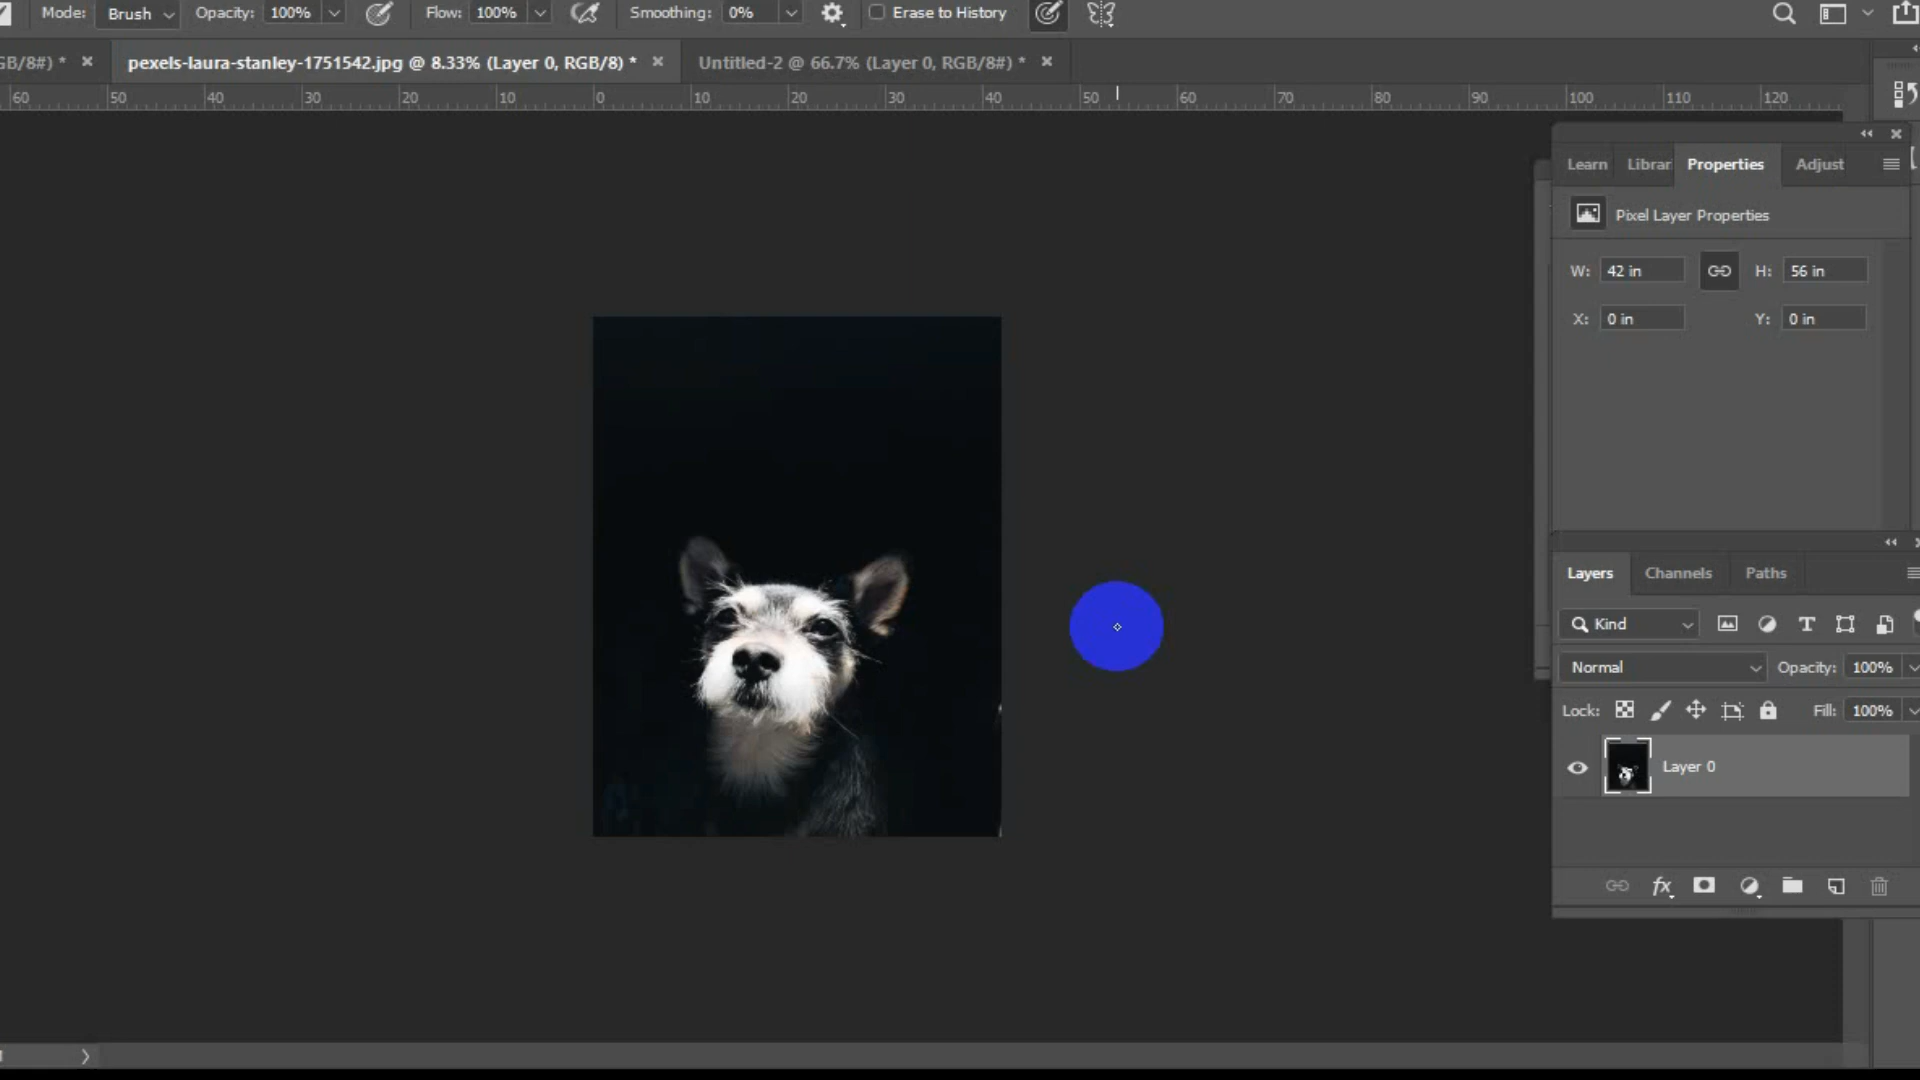 Mode: Brush Opacity: 100% Flow: 100% Smoothing: 0% Erase to History
GB/8#) * pexels-laura-stanley-1751542.jpg @ 8.33% (Layer 0, RGB/8) * Untitled-2 @ 66.7% (Layer 0, RGB/8#) *
60 50 40 30 20 10 0 10 20 30 40 50 60 70 80 90 100 110 120
Learn Librar Properties Adjust
Pixel Layer Properties
W: 42 in H: 56 in
X: 0 in Y: 0 in
Layers Channels Paths
Kind
Normal Opacity: 100%
Lock: Fill: 100%
Layer 0
fx